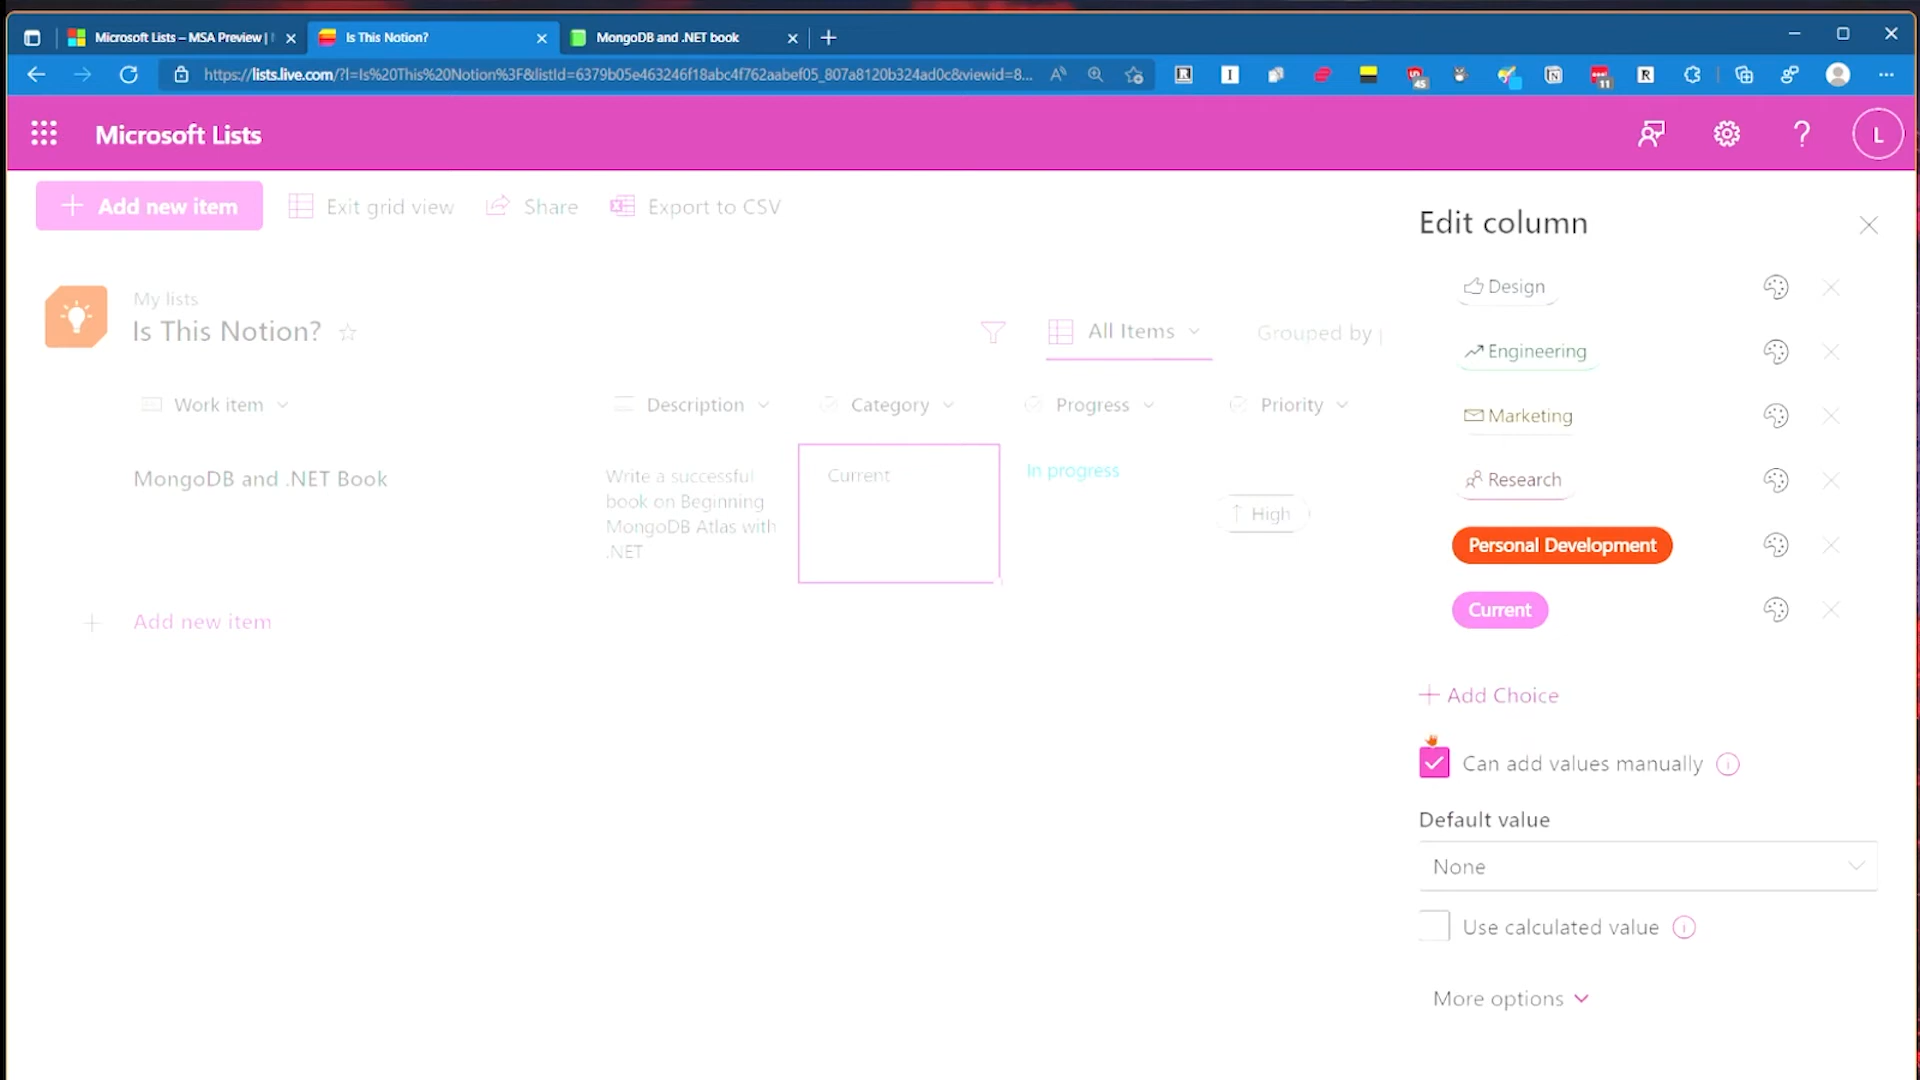 Microsoft Lists – MSA Preview |
Is This Notion?
MongoDB and .NET book
https://lists.live.com/?l=Is%20This%20Notion%3F&listId=6379b05e463246f18abc4f762aabef05_807a8120b324ad0c&viewid=8...
45
11
Microsoft Lists
L
Add new item
Exit grid view
Share
Export to CSV
My lists
Is This Notion?
All Items
Grouped by
Work item
Description
Category
Progress
Priority
MongoDB and .NET Book
Write a successful
book on Beginning
MongoDB Atlas with
.NET
Current
In progress
High
Add new item
Edit column
Design
Engineering
Marketing
Research
Personal Development
Current
Add Choice
Can add values manually
Default value
None
Use calculated value
More options